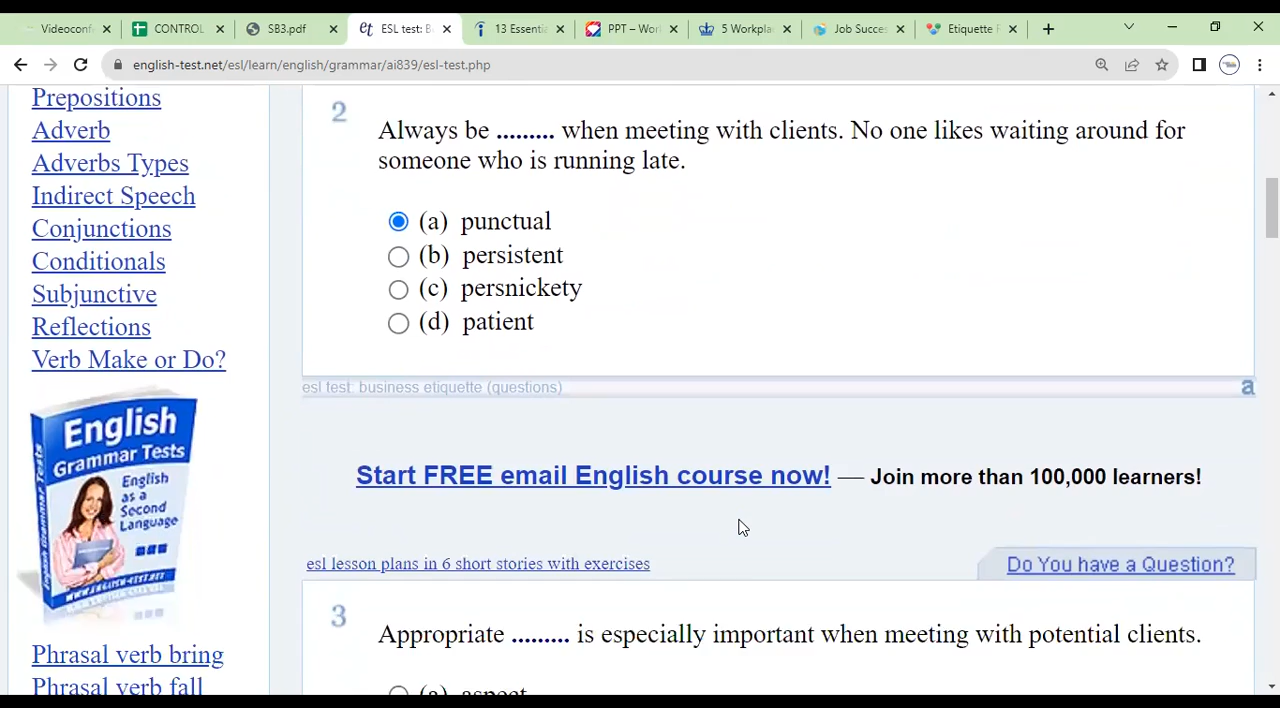 Videoconf
CONTROL
SB3.pdf
ESL test: B
13 Essenti
PPT – Wor
5 Workpla
Job Succes
Etiquette
english-test.net/esl/learn/english/grammar/ai839/esl-test.php
Prepositions
Adverb
Adverbs Types
Indirect Speech
Conjunctions
Conditionals
Subjunctive
Reflections
Verb Make or Do?
English
Grammar Tests
English
as a
Second
Language
WWW.ENGLISH-TEST.NET
Phrasal verb bring
Phrasal verb fall
2
Always be ......... when meeting with clients. No one likes waiting around for
someone who is running late.
(a) punctual
(b) persistent
(c) persnickety
(d) patient
esl test: business etiquette (questions)
a
Start FREE email English course now! — Join more than 100,000 learners!
esl lesson plans in 6 short stories with exercises
Do You have a Question?
3
Appropriate ......... is especially important when meeting with potential clients.
(a) aspect